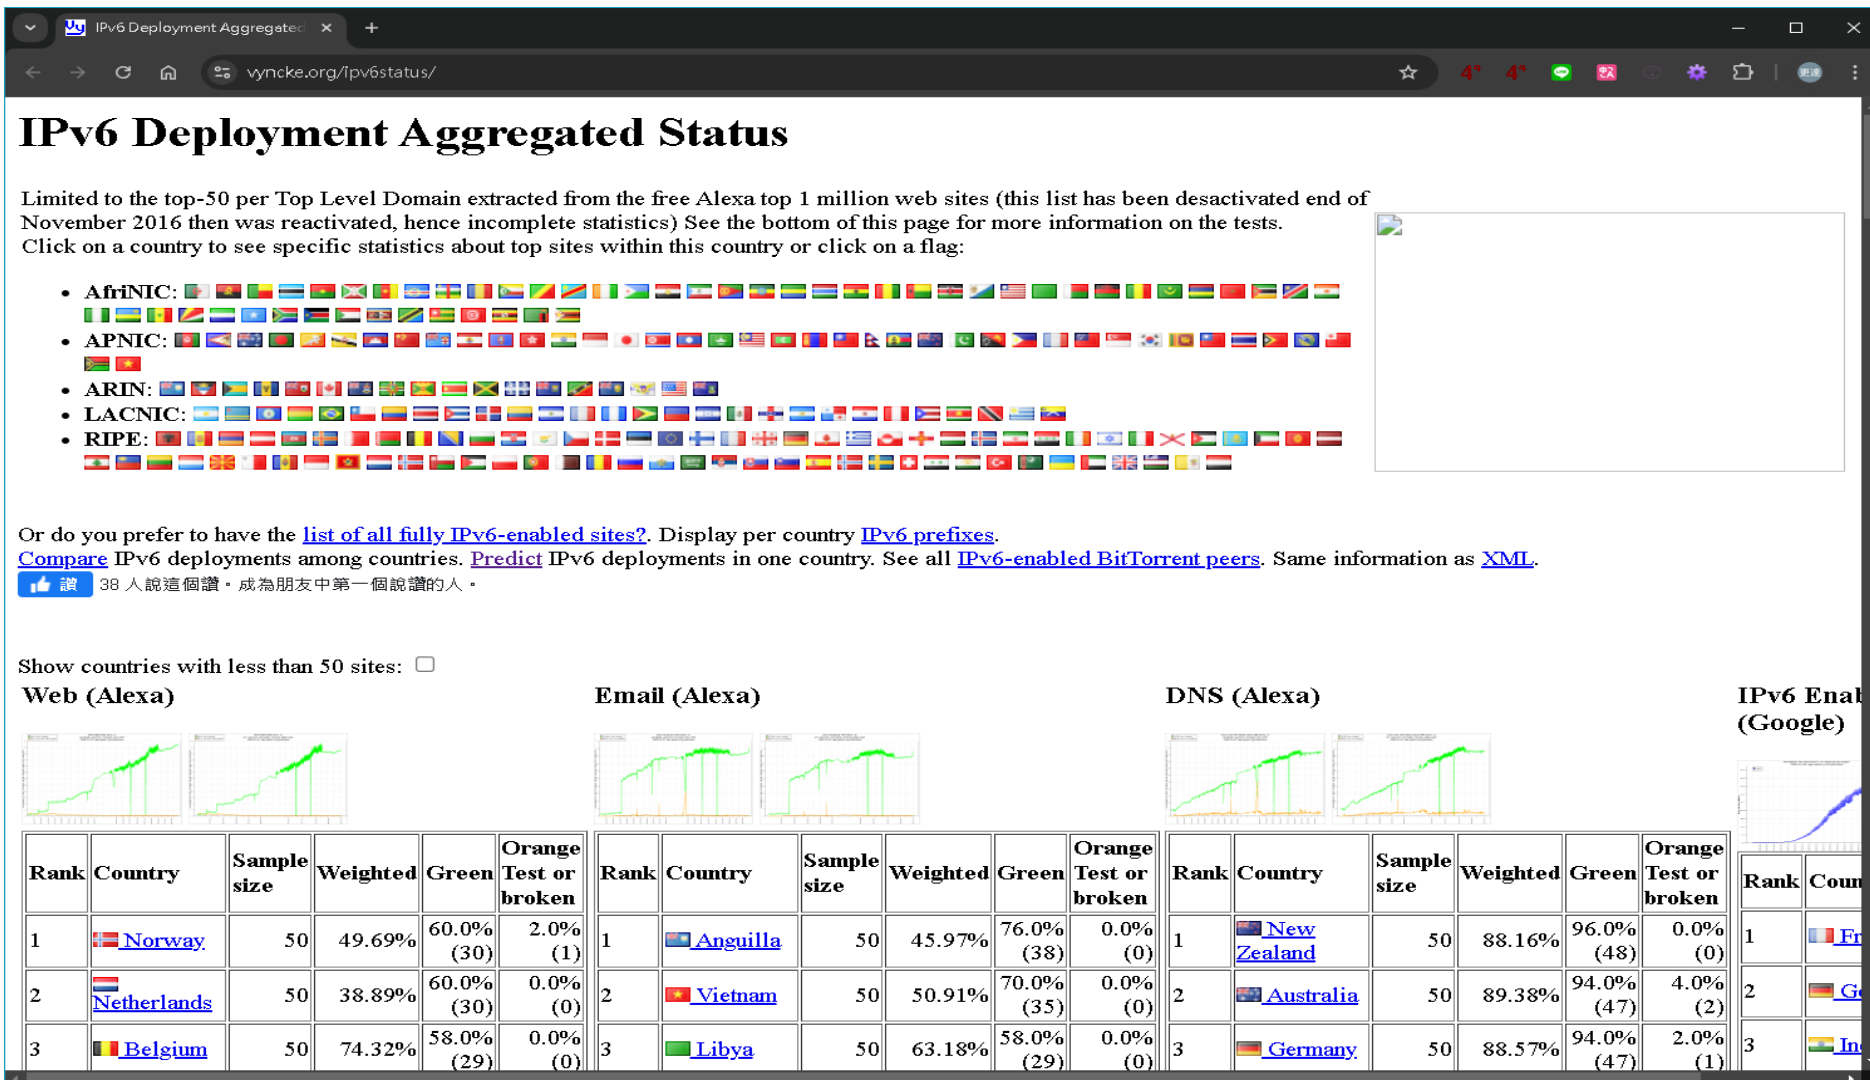 IPv6 Deployment Aggregated
vyncke.org/ipv6status/
IPv6 Deployment Aggregated Status
Limited to the top-50 per Top Level Domain extracted from the free Alexa top 1 million web sites (this list has been desactivated end of
November 2016 then was reactivated, hence incomplete statistics) See the bottom of this page for more information on the tests.
Click on a country to see specific statistics about top sites within this country or click on a flag:
AfriNIC:
APNIC:
ARIN:
LACNIC:
RIPE:
Or do you prefer to have the list of all fully IPv6-enabled sites?. Display per country IPv6 prefixes.
Compare IPv6 deployments among countries. Predict IPv6 deployments in one country. See all IPv6-enabled BitTorrent peers. Same information as XML.
讚 38 人說這個讚。成為朋友中第一個說讚的人。
Show countries with less than 50 sites:
Web (Alexa)
Rank Country Sample size Weighted Green Orange Test or broken
1 Norway 50 49.69% 60.0% (30) 2.0% (1)
2 Netherlands 50 38.89% 60.0% (30) 0.0% (0)
3 Belgium 50 74.32% 58.0% (29) 0.0% (0)
Email (Alexa)
Rank Country Sample size Weighted Green Orange Test or broken
1 Anguilla 50 45.97% 76.0% (38) 0.0% (0)
2 Vietnam 50 50.91% 70.0% (35) 0.0% (0)
3 Libya 50 63.18% 58.0% (29) 0.0% (0)
DNS (Alexa)
Rank Country Sample size Weighted Green Orange Test or broken
1 New Zealand 50 88.16% 96.0% (48) 0.0% (0)
2 Australia 50 89.38% 94.0% (47) 4.0% (2)
3 Germany 50 88.57% 94.0% (47) 2.0% (1)
IPv6 Enab
(Google)
Rank Coun
1 Fr
2 Ge
3 In